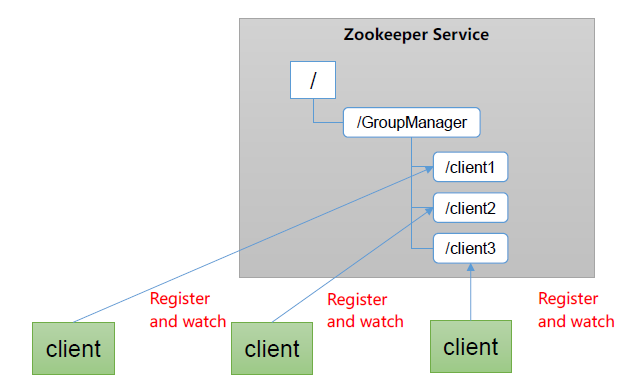 Zookeeper Service
/
/GroupManager
/client1
/client2
/client3
Register
and watch
Register
and watch
Register
and watch
client
client
client